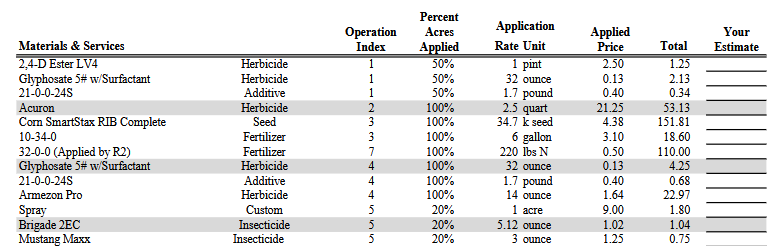 Percent
Operation Acres Application Applied Your
Materials & Services Index Applied Rate Unit Price Total Estimate
2,4-D Ester LV4 Herbicide 1 50% 1 pint 2.50 1.25
Glyphosate 5# w/Surfactant Herbicide 1 50% 32 ounce 0.13 2.13
21-0-0-24S Additive 1 50% 1.7 pound 0.40 0.34
Acuron Herbicide 2 100% 2.5 quart 21.25 53.13
Corn SmartStax RIB Complete Seed 3 100% 34.7 k seed 4.38 151.81
10-34-0 Fertilizer 3 100% 6 gallon 3.10 18.60
32-0-0 (Applied by R2) Fertilizer 7 100% 220 lbs N 0.50 110.00
Glyphosate 5# w/Surfactant Herbicide 4 100% 32 ounce 0.13 4.25
21-0-0-24S Additive 4 100% 1.7 pound 0.40 0.68
Armezon Pro Herbicide 4 100% 14 ounce 1.64 22.97
Spray Custom 5 20% 1 acre 9.00 1.80
Brigade 2EC Insecticide 5 20% 5.12 ounce 1.02 1.04
Mustang Maxx Insecticide 5 20% 3 ounce 1.25 0.75